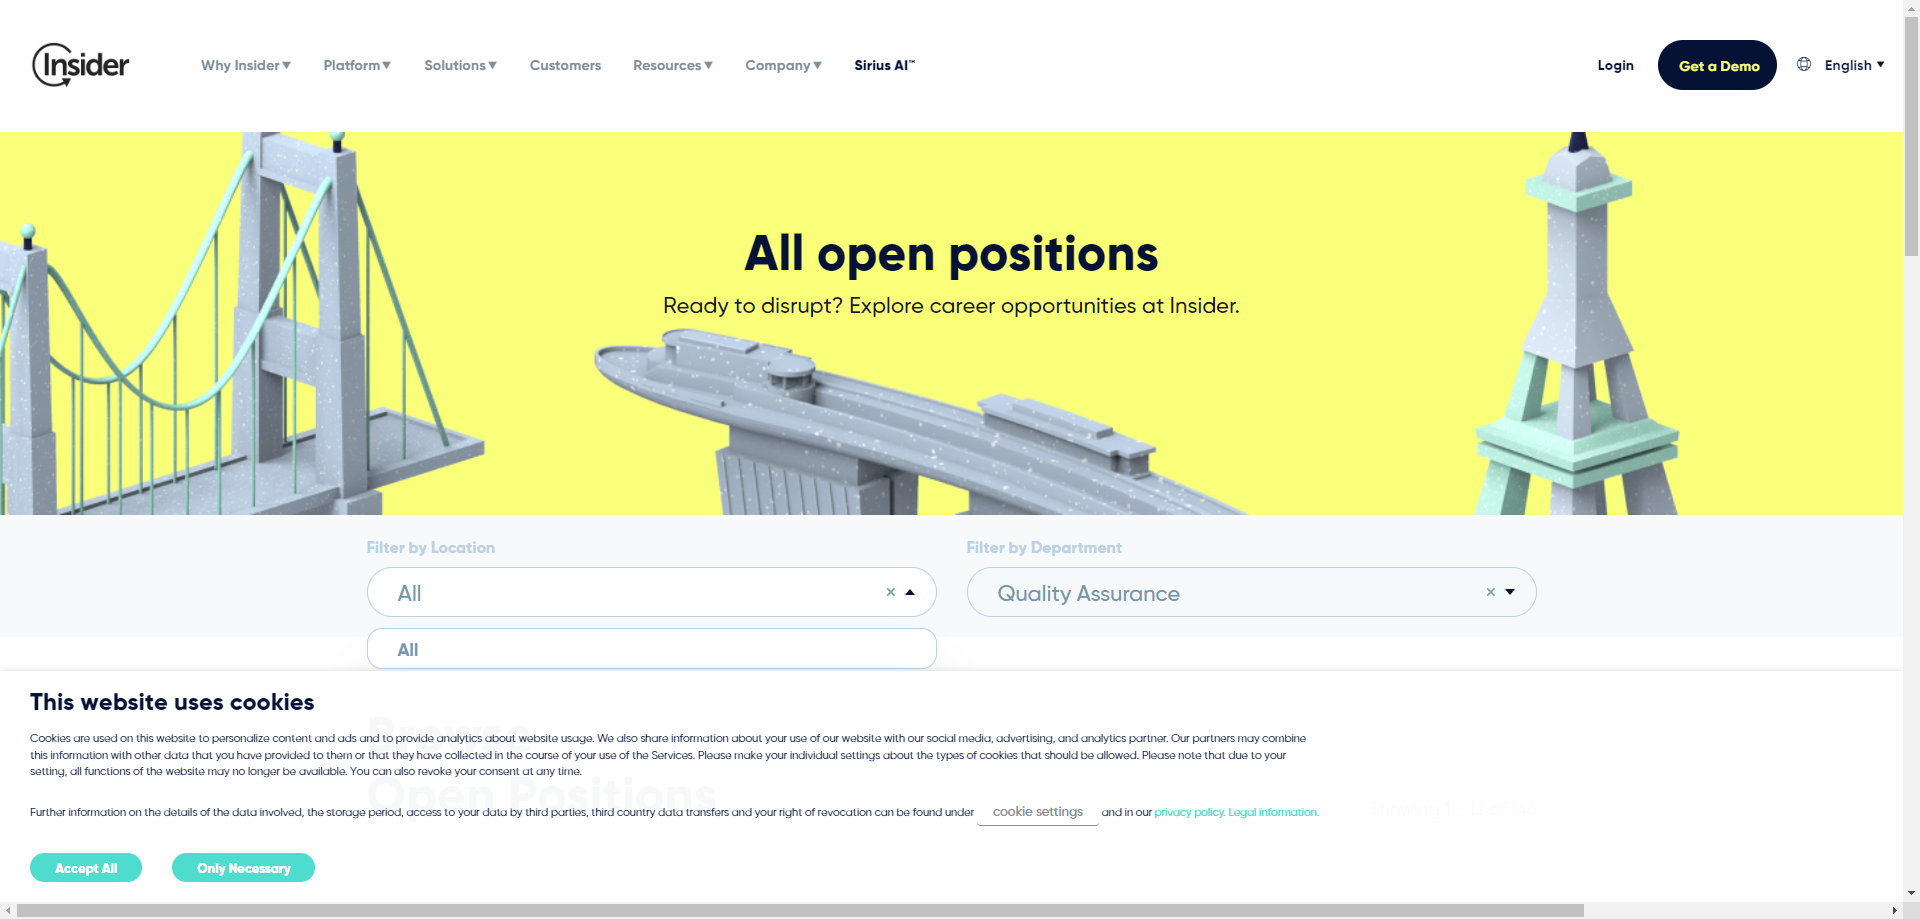 Insider
Why Insider
Platform
Solutions
Customers
Resources
Company
Sirius AI™
Login
Get a Demo
English
All open positions
Ready to disrupt? Explore career opportunities at Insider.
Filter by Location
Filter by Department
All ×
Quality Assurance ×
All
This website uses cookies
Browse
Cookies are used on this website to personalize content and ads and to provide analytics about website usage. We also share information about your use of our website with our social media, advertising, and analytics partner. Our partners may combine
this information with other data that you have provided to them or that they have collected in the course of your use of the Services. Please make your individual settings about the types of cookies that should be allowed. Please note that due to your
setting, all functions of the website may no longer be available. You can also revoke your consent at any time.
Open Positions
Showing 1 – 12 of 146
Further information on the details of the data involved, the storage period, access to your data by third parties, third country data transfers and your right of revocation can be found under cookie settings and in our privacy policy. Legal information.
Accept All
Only Necessary